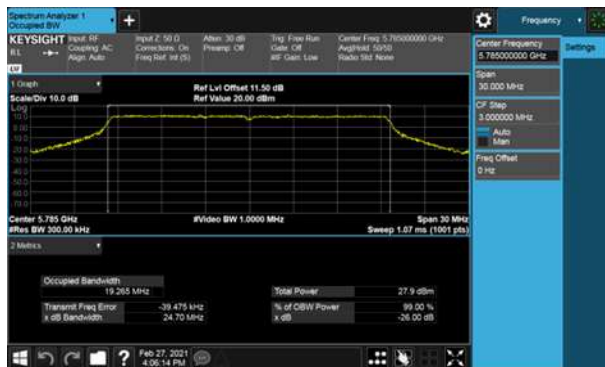 Spectrum Analyzer 1
Occupied BW
Frequency
KEYSIGHT Input: RF
Coupling: AC
Align: Auto
Input Z: 50 Ω
Corrections: On
Freq Ref: Int (S)
Atten: 30 dB
Preamp: Off
Trig: Free Run
Gate: Off
#IF Gain: Low
Center Freq: 5.785000000 GHz
Avg|Hold: 50/50
Radio Std: None
Center Frequency
5.785000000 GHz
Settings
Span
30.000 MHz
CF Step
3.000000 MHz
Auto
Man
Freq Offset
0 Hz
1 Graph
Scale/Div 10.0 dB
Ref Lvl Offset 11.50 dB
Ref Value 20.00 dBm
Log
Center 5.785 GHz
#Res BW 300.00 kHz
#Video BW 1.0000 MHz
Span 30 MHz
Sweep 1.07 ms (1001 pts)
2 Metrics
Occupied Bandwidth
19.265 MHz
Total Power 27.9 dBm
Transmit Freq Error -39.475 kHz
% of OBW Power 99.00 %
x dB Bandwidth 24.70 MHz
x dB -26.00 dB
Feb 27, 2021
4:06:14 PM